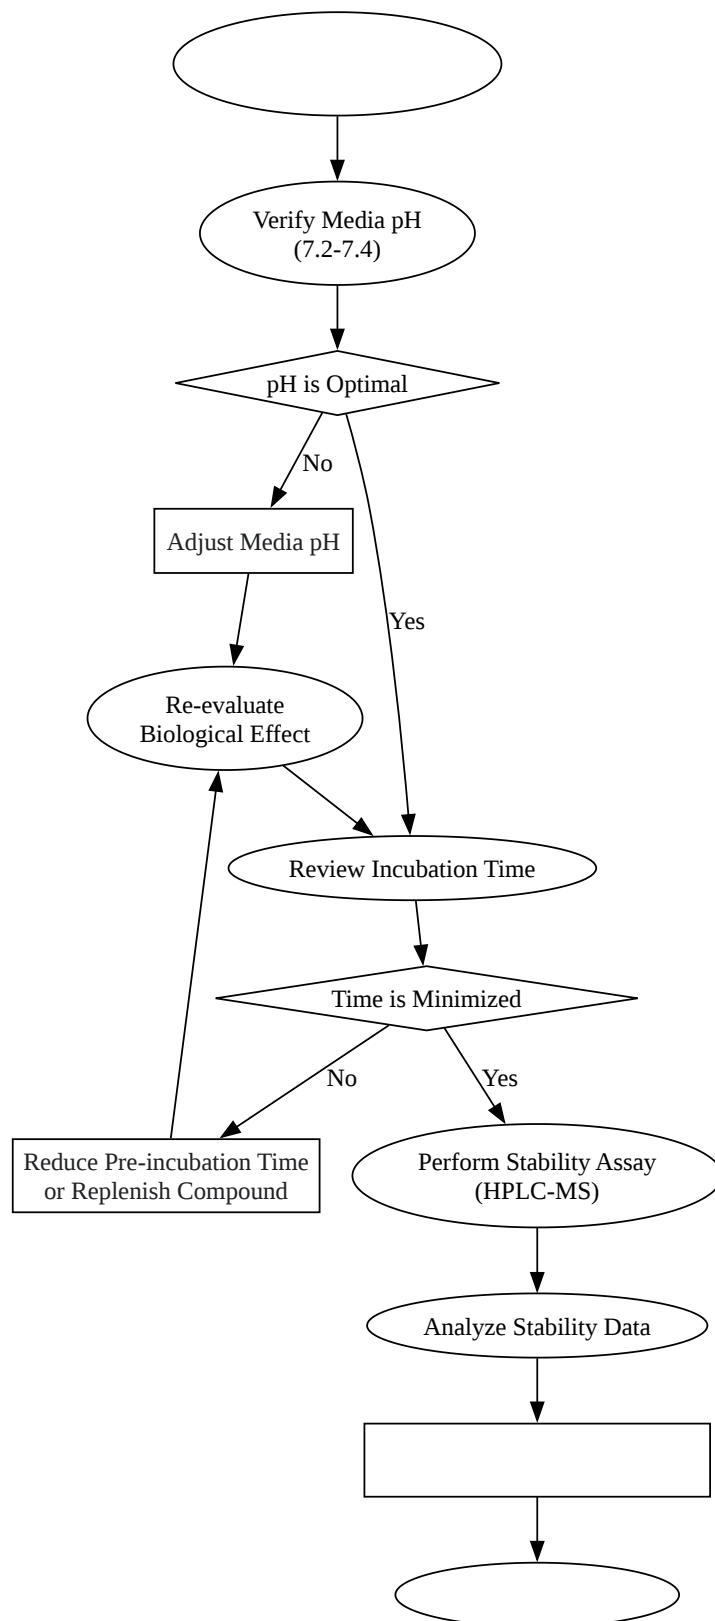 Verify Media pH
(7.2-7.4)
pH is Optimal
No
Adjust Media pH
Yes
Re-evaluate
Biological Effect
Review Incubation Time
Time is Minimized
No
Yes
Reduce Pre-incubation Time
or Replenish Compound
Perform Stability Assay
(HPLC-MS)
Analyze Stability Data